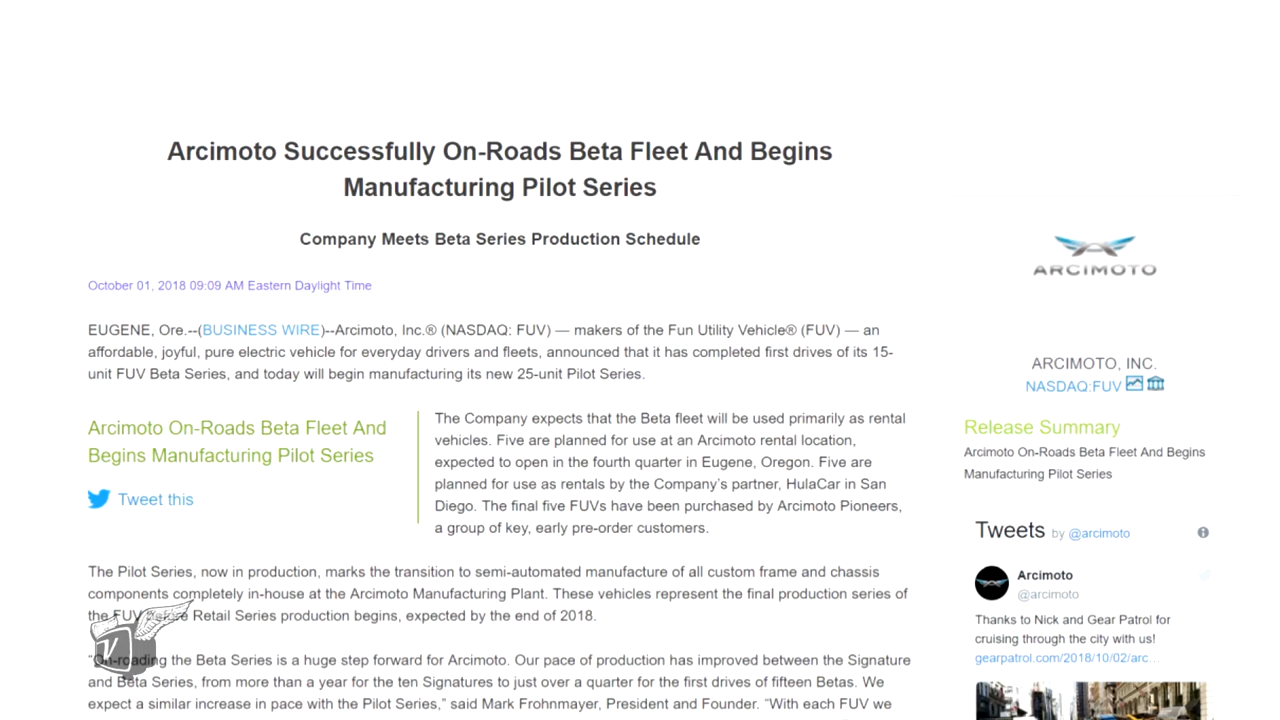 Arcimoto Successfully On-Roads Beta Fleet And Begins
Manufacturing Pilot Series
Company Meets Beta Series Production Schedule
October 01, 2018 09:09 AM Eastern Daylight Time
EUGENE, Ore.--(BUSINESS WIRE)--Arcimoto, Inc.® (NASDAQ: FUV) — makers of the Fun Utility Vehicle® (FUV) — an
affordable, joyful, pure electric vehicle for everyday drivers and fleets, announced that it has completed first drives of its 15-
unit FUV Beta Series, and today will begin manufacturing its new 25-unit Pilot Series.
Arcimoto On-Roads Beta Fleet And
Begins Manufacturing Pilot Series
Tweet this
The Company expects that the Beta fleet will be used primarily as rental
vehicles. Five are planned for use at an Arcimoto rental location,
expected to open in the fourth quarter in Eugene, Oregon. Five are
planned for use as rentals by the Company's partner, HulaCar in San
Diego. The final five FUVs have been purchased by Arcimoto Pioneers,
a group of key, early pre-order customers.
The Pilot Series, now in production, marks the transition to semi-automated manufacture of all custom frame and chassis
components completely in-house at the Arcimoto Manufacturing Plant. These vehicles represent the final production series of
the FUV before Retail Series production begins, expected by the end of 2018.
“On-roading the Beta Series is a huge step forward for Arcimoto. Our pace of production has improved between the Signature
and Beta Series, from more than a year for the ten Signatures to just over a quarter for the first drives of fifteen Betas. We
expect a similar increase in pace with the Pilot Series,” said Mark Frohnmayer, President and Founder. “With each FUV we
V
ARCIMOTO
ARCIMOTO, INC.
NASDAQ:FUV
Release Summary
Arcimoto On-Roads Beta Fleet And Begins
Manufacturing Pilot Series
Tweets by @arcimoto
Arcimoto
@arcimoto
Thanks to Nick and Gear Patrol for
cruising through the city with us!
gearpatrol.com/2018/10/02/arc…